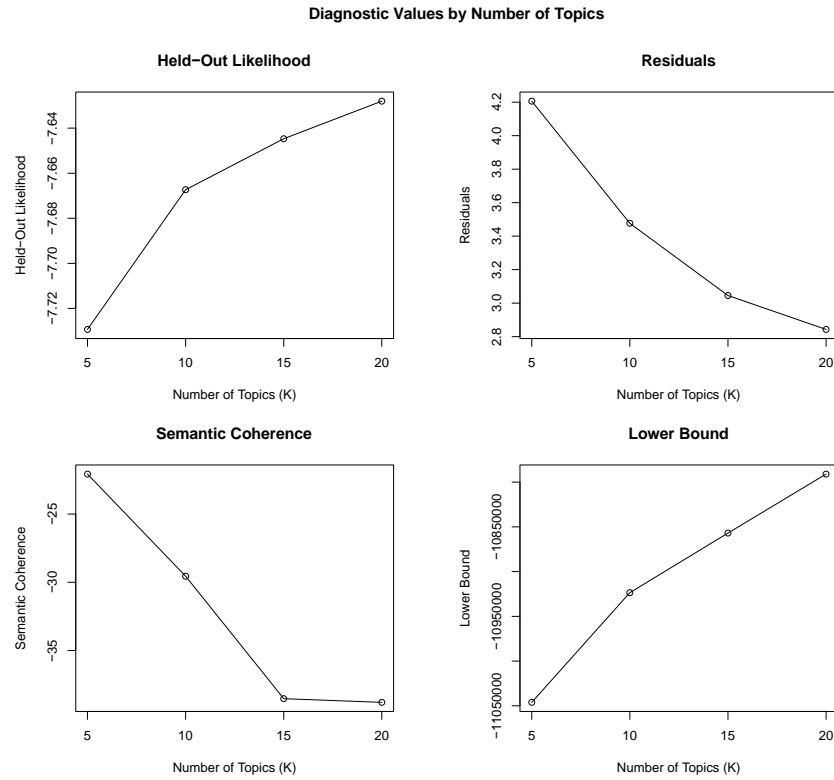 Diagnostic Values by Number of Topics
Held−Out Likelihood
Held−Out Likelihood
−7.64
−7.66
−7.68
−7.70
−7.72
5 10 15 20
Number of Topics (K)
Residuals
Residuals
4.2
4.0
3.8
3.6
3.4
3.2
3.0
2.8
5 10 15 20
Number of Topics (K)
Semantic Coherence
Semantic Coherence
−25
−30
−35
5 10 15 20
Number of Topics (K)
Lower Bound
Lower Bound
−10850000
−10950000
−11050000
5 10 15 20
Number of Topics (K)